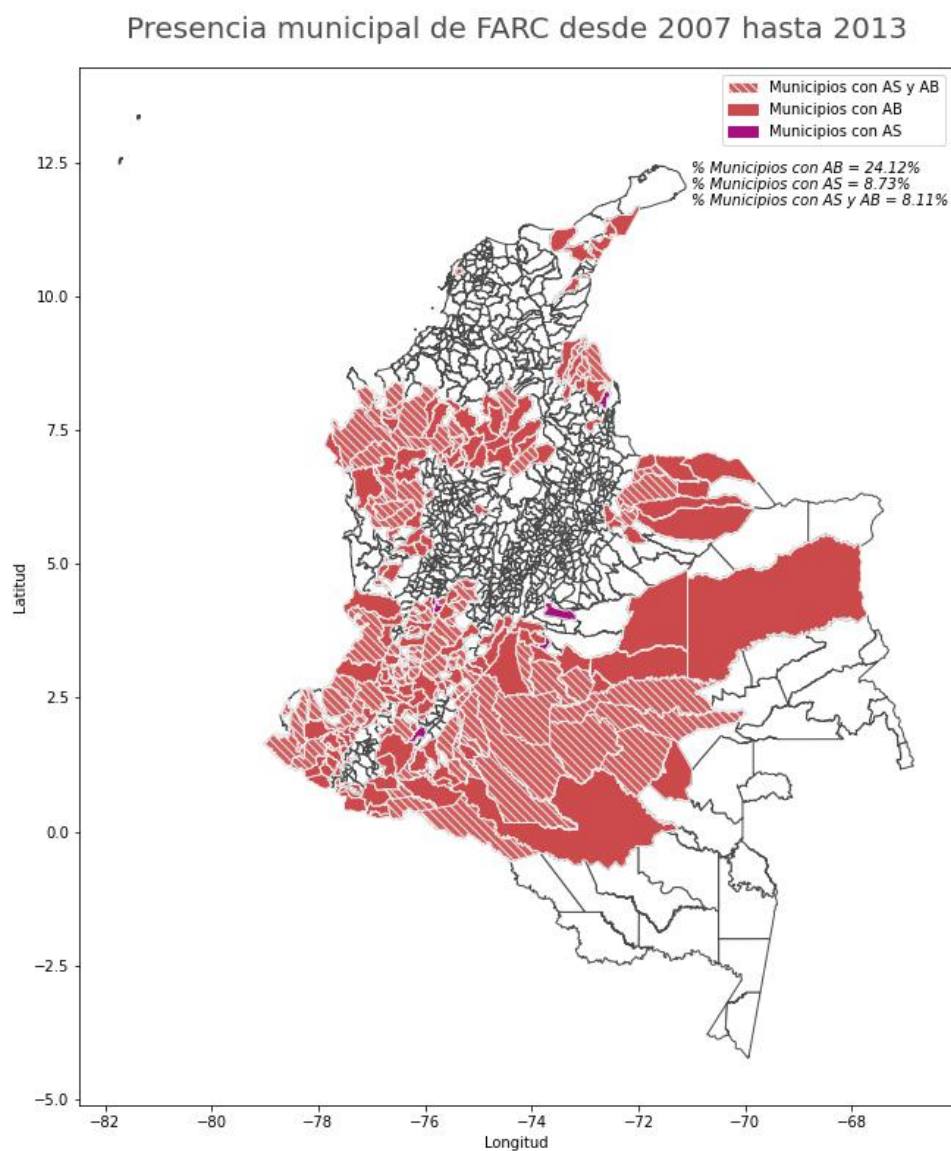 Presencia municipal de FARC desde 2007 hasta 2013
Municipios con AS y AB
Municipios con AB
Municipios con AS
% Municipios con AB = 24.12%
% Municipios con AS = 8.73%
% Municipios con AS y AB = 8.11%
12.5
10.0
7.5
5.0
2.5
0.0
−2.5
−5.0
Latitud
−82
−80
−78
−76
−74
−72
−70
−68
Longitud